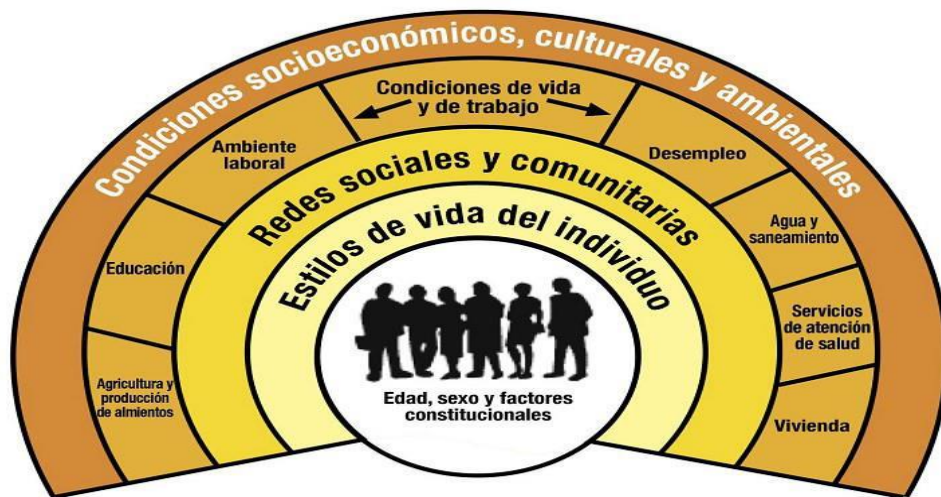 Condiciones socioeconómicos, culturales y ambientales
Condiciones de vida
y de trabajo
Ambiente
laboral
Desempleo
Redes sociales y comunitarias
Agua y
saneamiento
Estilos de vida del individuo
Educación
Servicios
de atención
de salud
Agricultura y
producción
de almientos
Edad, sexo y factores
constitucionales
Vivienda